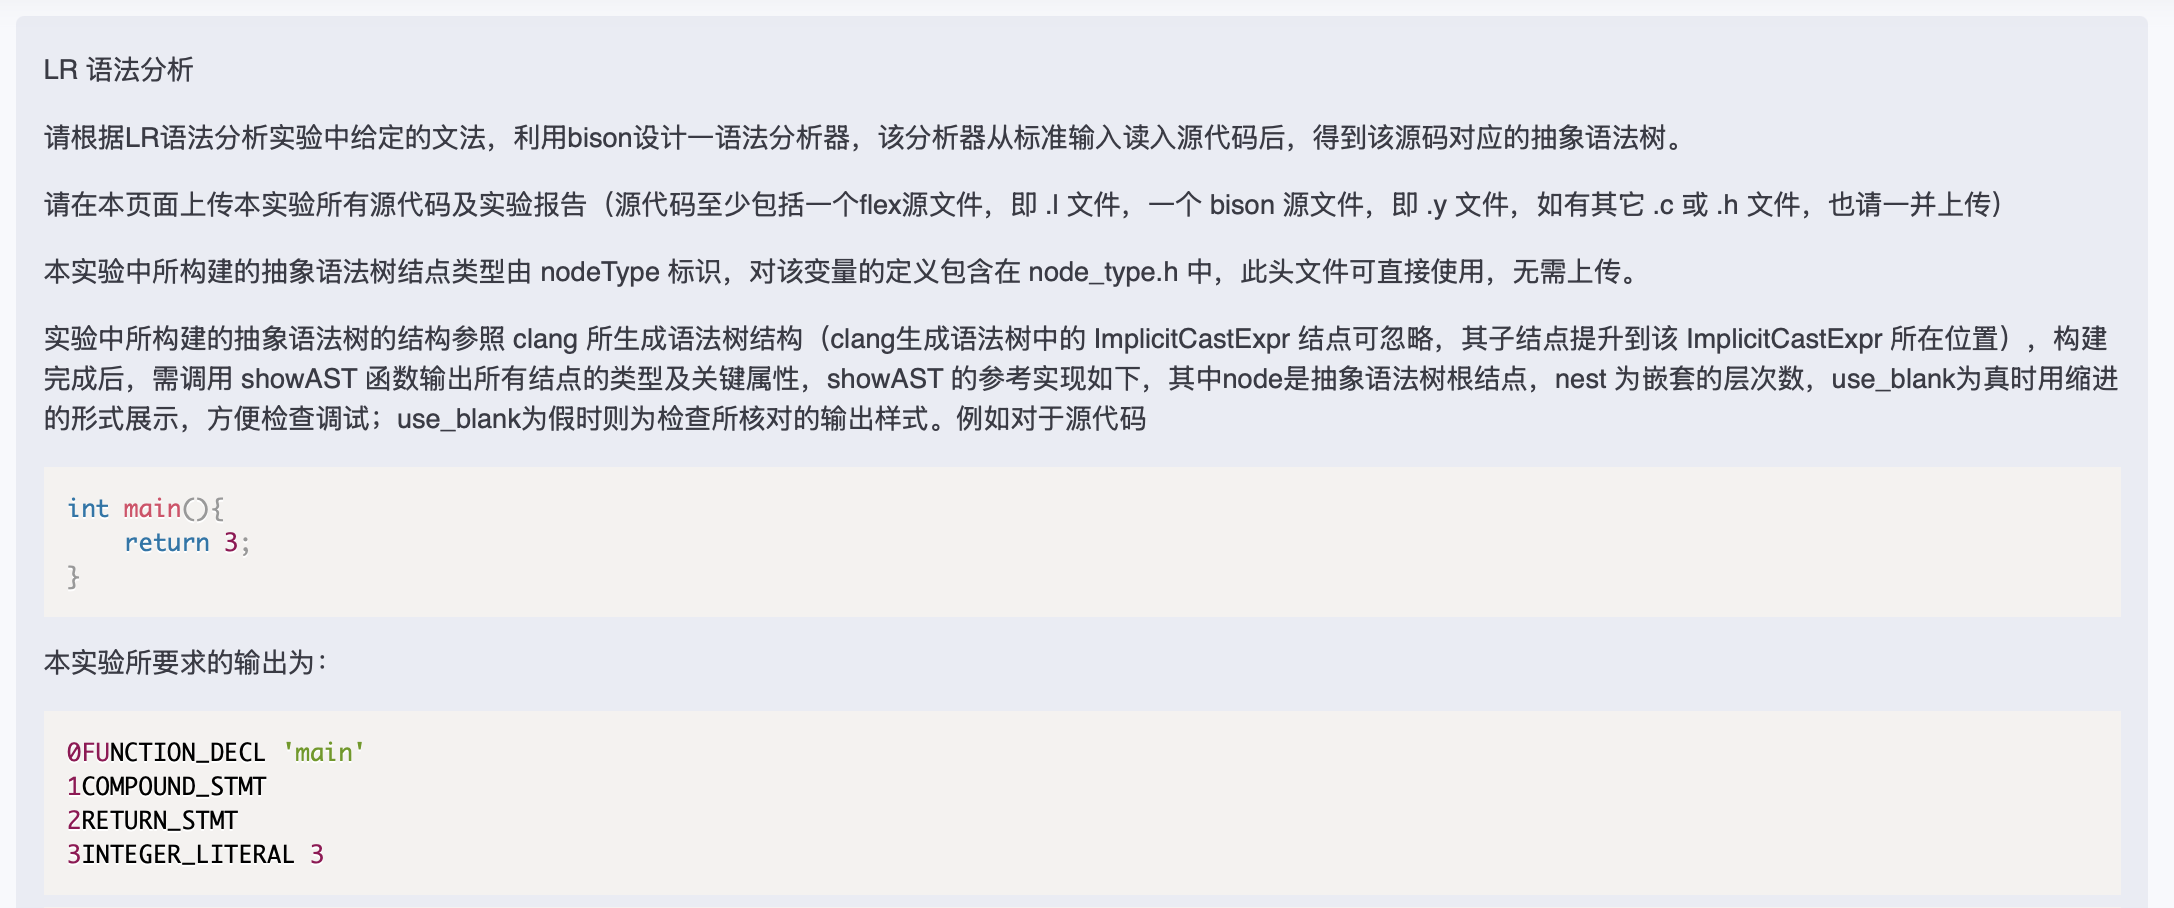 LR 语法分析
请根据LR语法分析实验中给定的文法，利用bison设计一语法分析器，该分析器从标准输入读入源代码后，得到该源码对应的抽象语法树。
请在本页面上传本实验所有源代码及实验报告（源代码至少包括一个flex源文件，即 .l 文件，一个 bison 源文件，即 .y 文件，如有其它 .c 或 .h 文件，也请一并上传）
本实验中所构建的抽象语法树结点类型由 nodeType 标识，对该变量的定义包含在 node_type.h 中，此头文件可直接使用，无需上传。
实验中所构建的抽象语法树的结构参照 clang 所生成语法树结构（clang生成语法树中的 ImplicitCastExpr 结点可忽略，其子结点提升到该 ImplicitCastExpr 所在位置），构建
完成后，需调用 showAST 函数输出所有结点的类型及关键属性，showAST 的参考实现如下，其中node是抽象语法树根结点，nest 为嵌套的层次数，use_blank为真时用缩进
的形式展示，方便检查调试；use_blank为假时则为检查所核对的输出样式。例如对于源代码
int main(){
    return 3;
}
本实验所要求的输出为：
0FUNCTION_DECL 'main'
1COMPOUND_STMT
2RETURN_STMT
3INTEGER_LITERAL 3